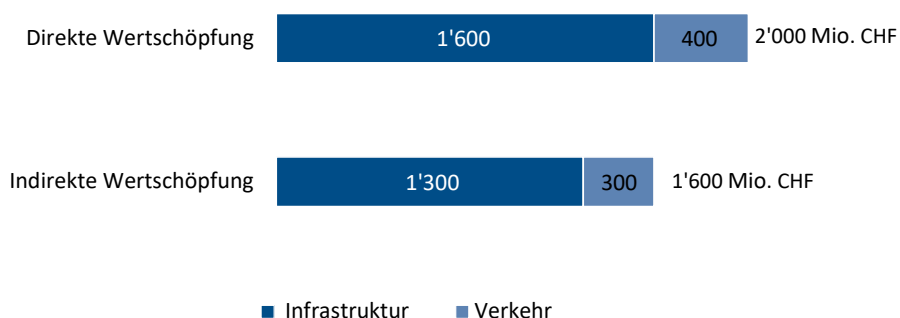 Direkte Wertschöpfung 1'600 400 2'000 Mio. CHF
Indirekte Wertschöpfung 1'300 300 1'600 Mio. CHF
Infrastruktur Verkehr